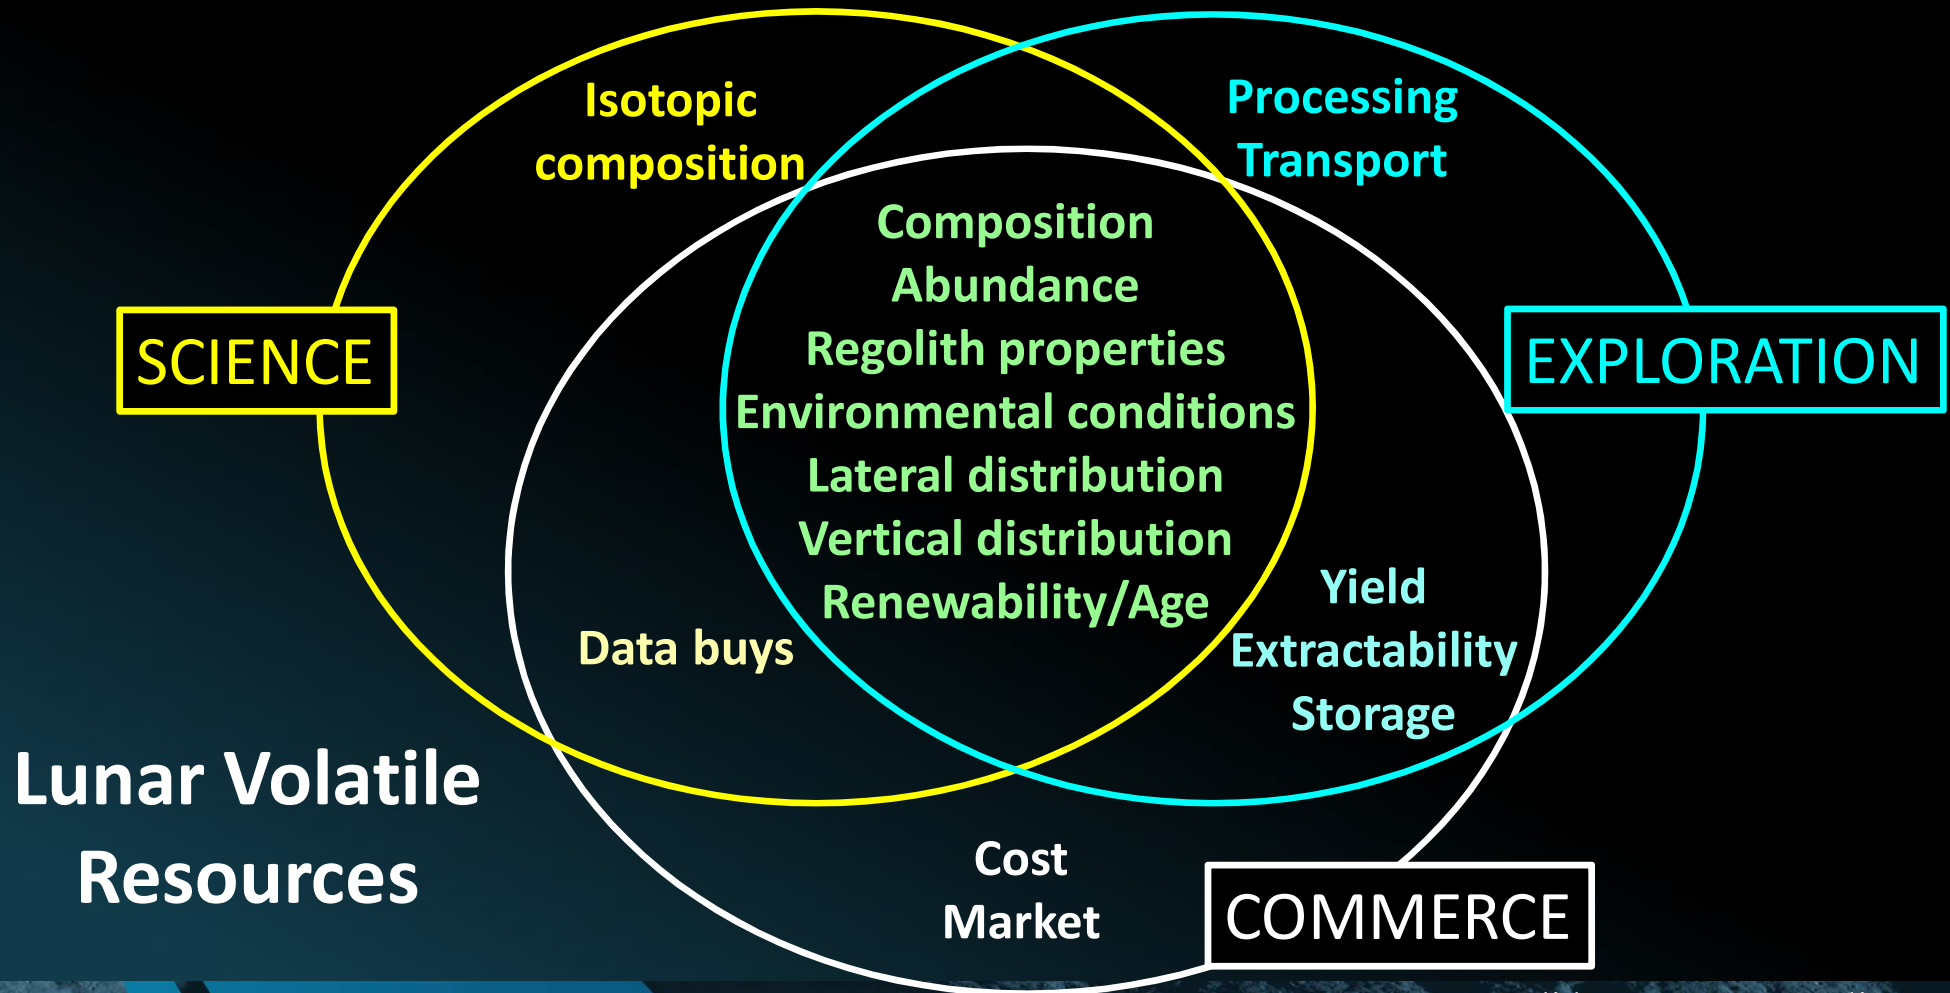 Isotopic
composition
Processing
Transport
Composition
Abundance
Regolith properties
Environmental conditions
Lateral distribution
Vertical distribution
Renewability/Age
SCIENCE
EXPLORATION
Data buys
Yield
Extractability
Storage
Lunar Volatile
Resources
Cost
Market
COMMERCE